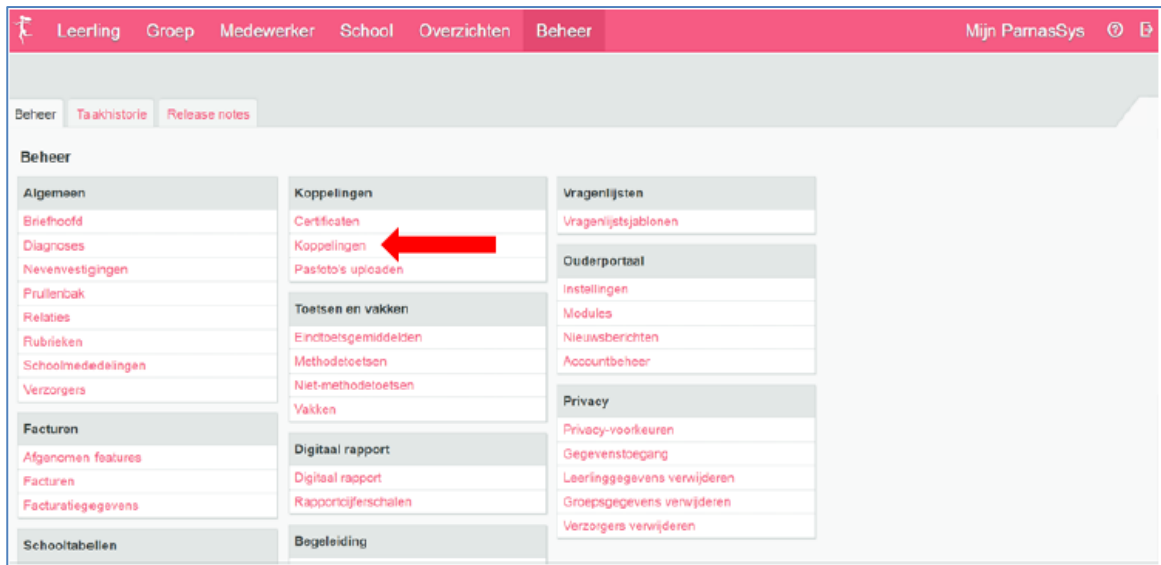 Leerling Groep Medewerker School Overzichten Beheer Mijn ParnasSys
Beheer Taakhistorie Release notes
Beheer
Algemeen
Briefhoofd
Diagnoses
Nevenvestigingen
Prullenbak
Relaties
Rubrieken
Schoolmededelingen
Verzorgers
Facturen
Afgenomen features
Facturen
Facturatiegegevens
Schooltabellen
Koppelingen
Certificaten
Koppelingen
Pasfoto's uploaden
Toetsen en vakken
Eindtoetsgemiddelden
Methodetoetsen
Niet-methodetoetsen
Vakken
Digitaal rapport
Digitaal rapport
Rapportcijferschalen
Begeleiding
Vragenlijsten
Vragenlijstsjablonen
Ouderportaal
Instellingen
Modules
Nieuwsberichten
Accountbeheer
Privacy
Privacy-voorkeuren
Gegevenstoegang
Leerlinggegevens verwijderen
Groepsgegevens verwijderen
Verzorgers verwijderen